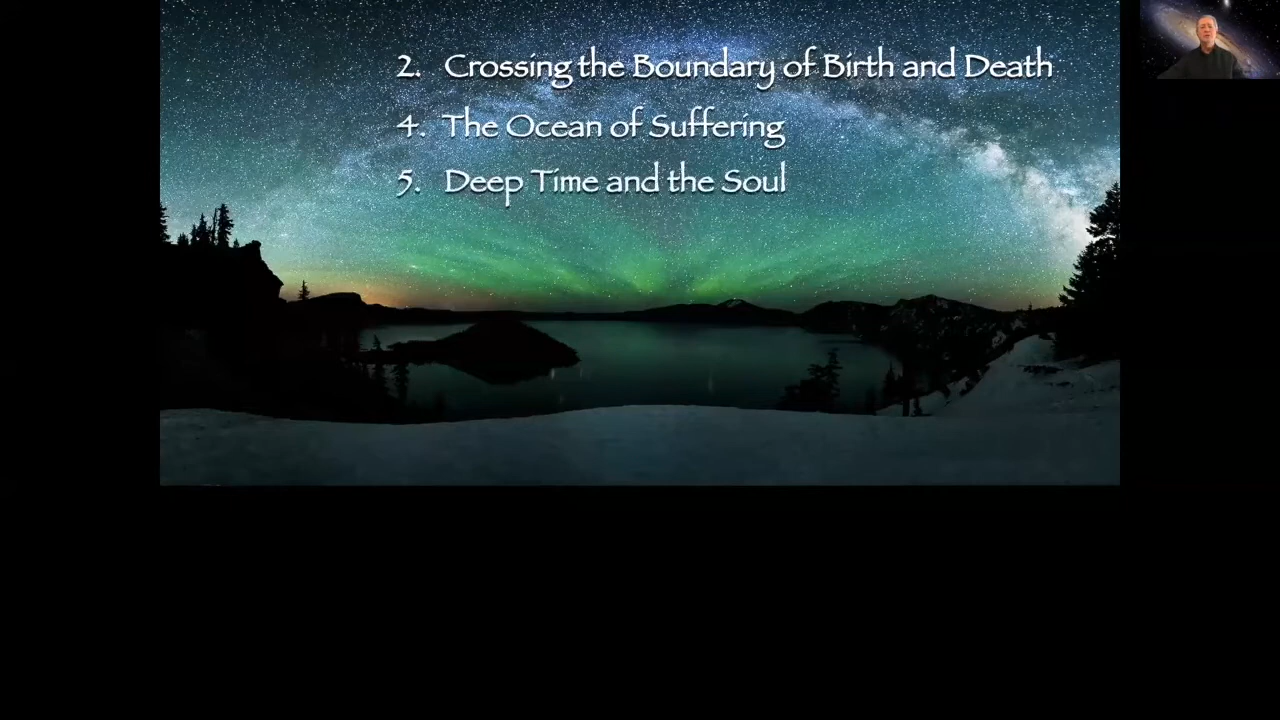 2. Crossing the Boundary of Birth and Death
4. The Ocean of Suffering
5. Deep Time and the Soul